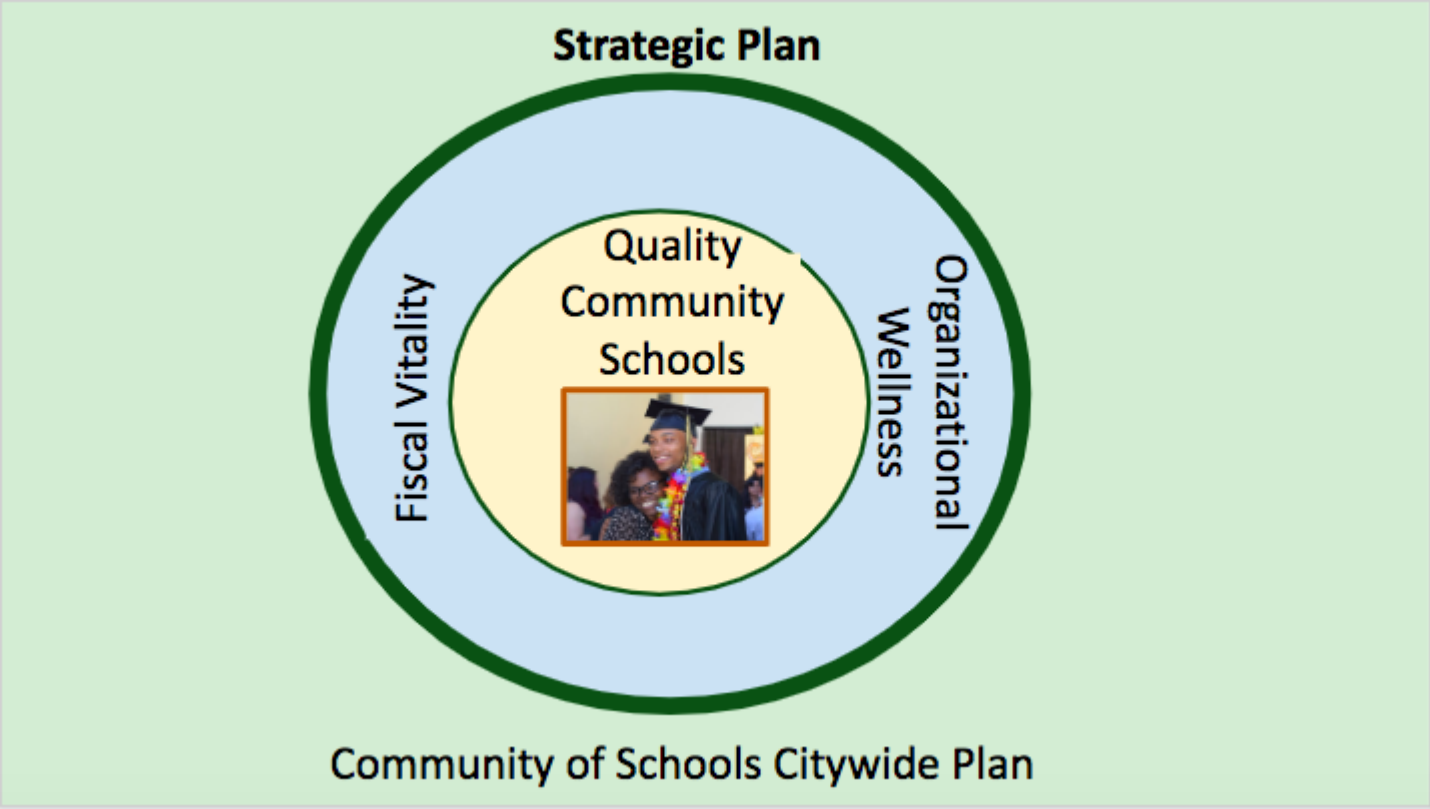 Strategic Plan
Quality
Community
Schools
Fiscal Vitality
Organizational
Wellness
Community of Schools Citywide Plan